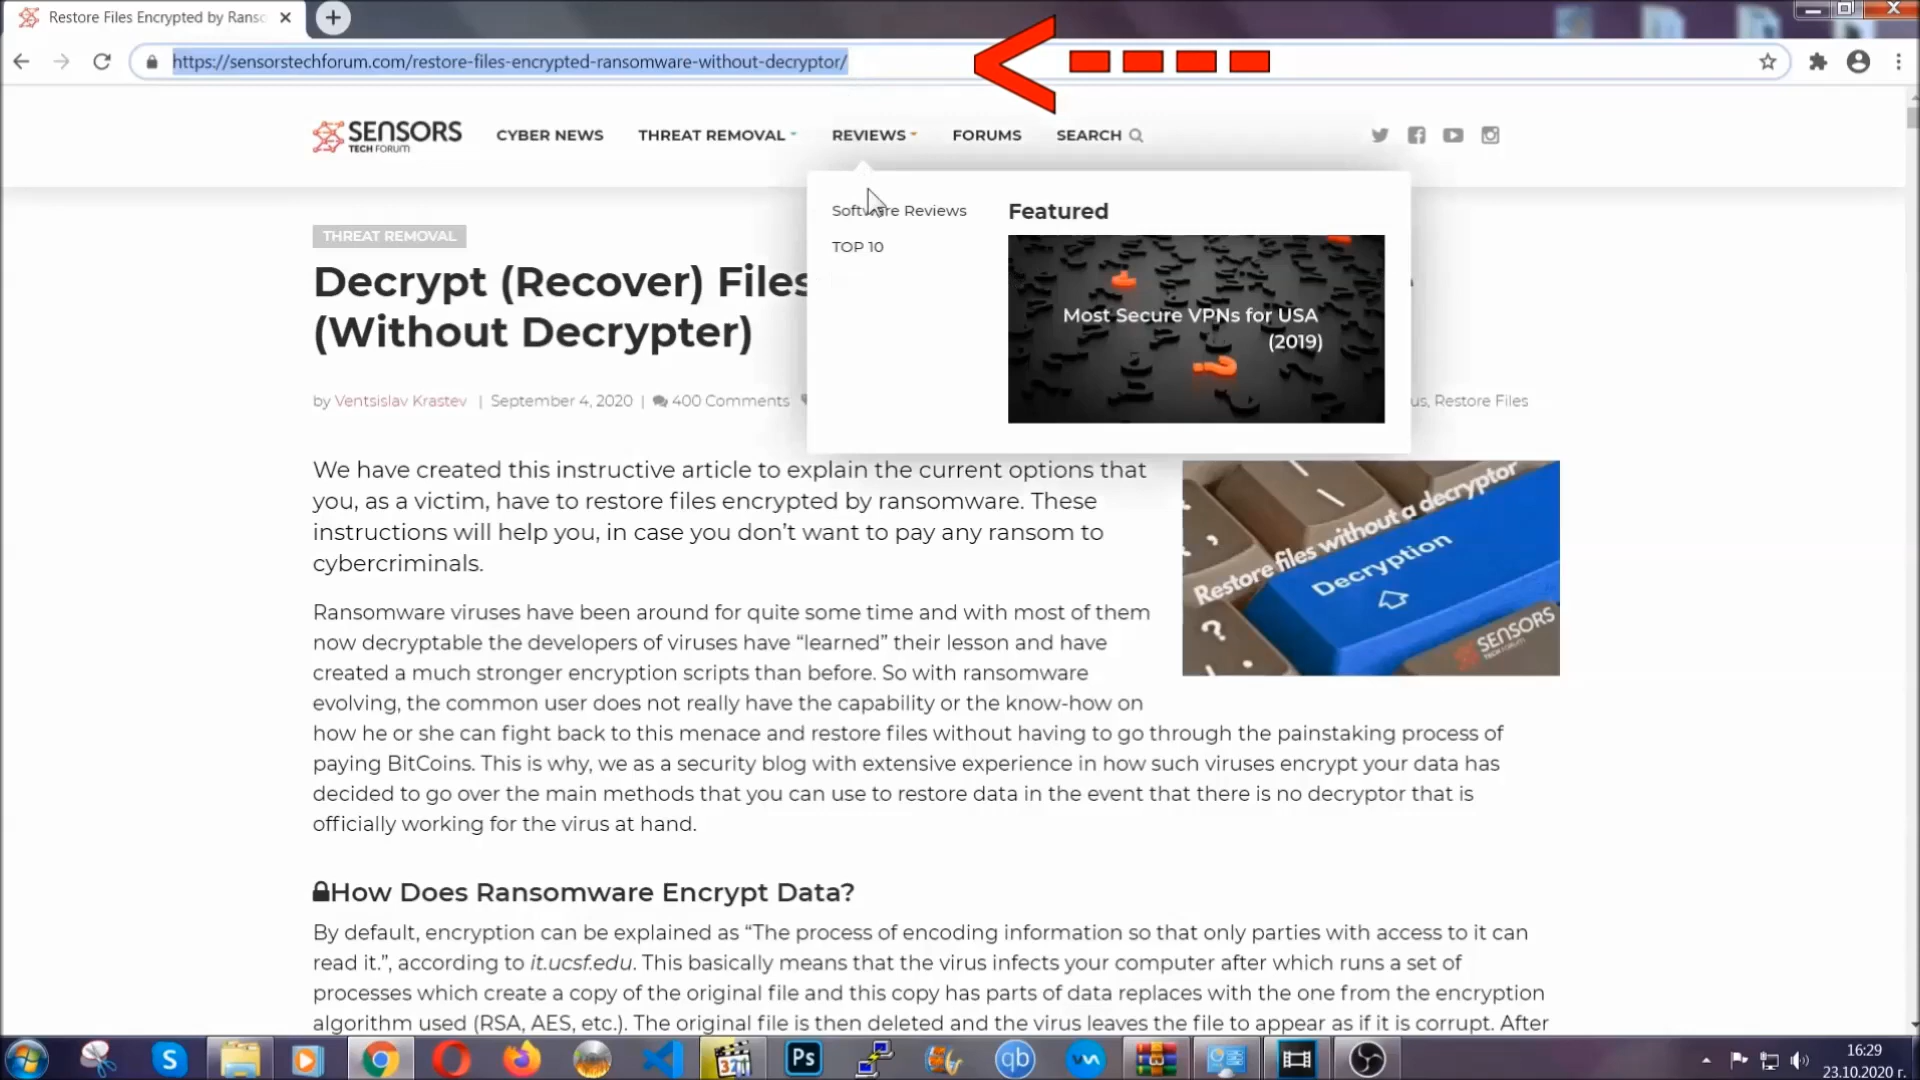 Restore Files Encrypted by Ranso
https://sensorstechforum.com/restore-files-encrypted-ransomware-without-decryptor/
SENSORS
TECH FORUM
CYBER NEWS
THREAT REMOVAL
REVIEWS
FORUMS
SEARCH
Software Reviews
TOP 10
Featured
Most Secure VPNs for USA
(2019)
THREAT REMOVAL
Decrypt (Recover) Files
(Without Decrypter)
by Ventsislav Krastev | September 4, 2020 | 400 Comments
us, Restore Files
We have created this instructive article to explain the current options that
you, as a victim, have to restore files encrypted by ransomware. These
instructions will help you, in case you don’t want to pay any ransom to
cybercriminals.
Restore files without a decryptor
Decryption
SENSORS
TECH FORUM
Ransomware viruses have been around for quite some time and with most of them
now decryptable the developers of viruses have “learned” their lesson and have
created a much stronger encryption scripts than before. So with ransomware
evolving, the common user does not really have the capability or the know-how on
how he or she can fight back to this menace and restore files without having to go through the painstaking process of
paying BitCoins. This is why, we as a security blog with extensive experience in how such viruses encrypt your data has
decided to go over the main methods that you can use to restore data in the event that there is no decryptor that is
officially working for the virus at hand.
How Does Ransomware Encrypt Data?
By default, encryption can be explained as “The process of encoding information so that only parties with access to it can
read it.”, according to it.ucsf.edu. This basically means that the virus infects your computer after which runs a set of
processes which create a copy of the original file and this copy has parts of data replaces with the one from the encryption
algorithm used (RSA, AES, etc.). The original file is then deleted and the virus leaves the file to appear as if it is corrupt. After
S
321
Ps
qb
16:29
23.10.2020 г.